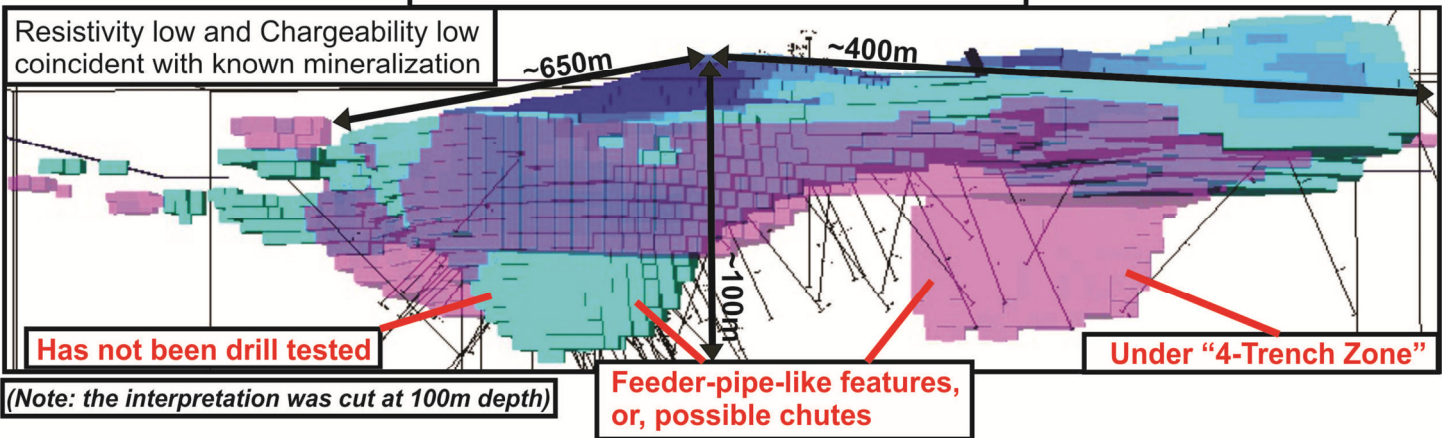 Resistivity low and Chargeability low
coincident with known mineralization
~650m
~400m
~100m
Has not been drill tested
Under “4-Trench Zone”
Feeder-pipe-like features,
or, possible chutes
(Note: the interpretation was cut at 100m depth)